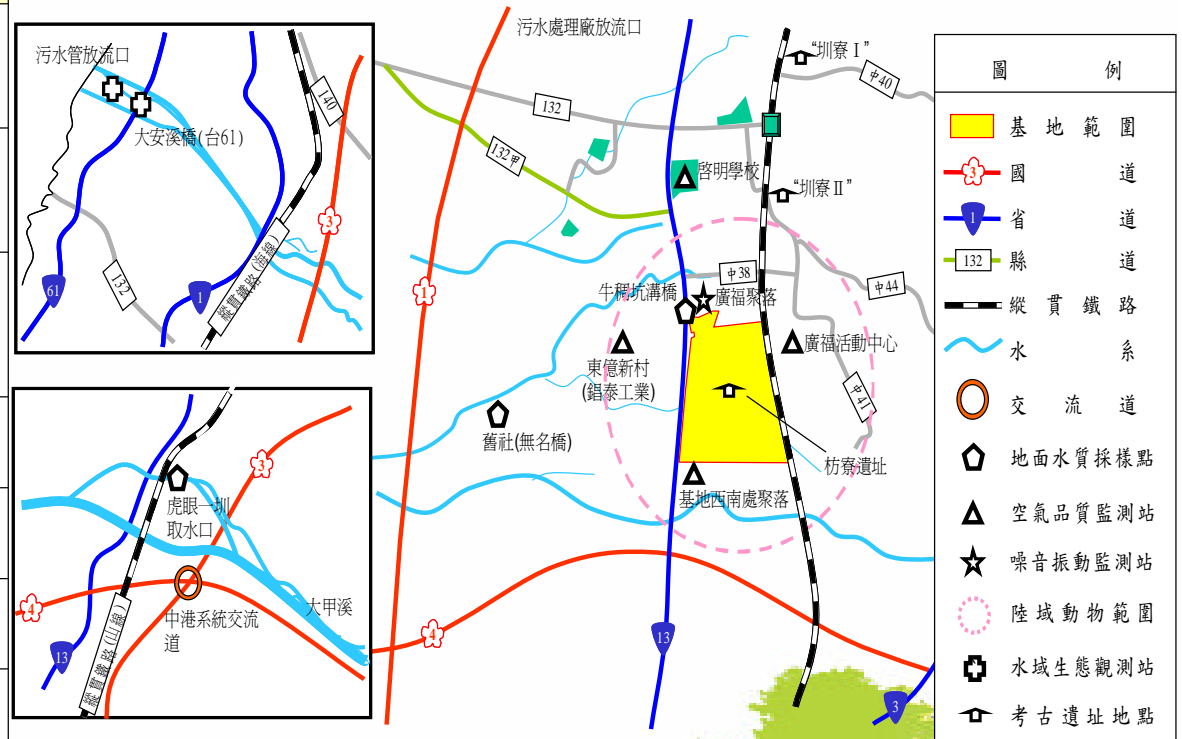 污水管放流口
大安溪橋(台61)
140
3
61
132
1
縱貫鐵路(海線)
虎眼一圳
取水口
3
4
中港系統交流
道
大甲溪
13
縱貫鐵路(山線)
污水處理廠放流口
“圳寮Ⅰ”
中40
132
132甲
啓明學校
“圳寮Ⅱ”
中38
中44
1
牛稠坑溝橋
廣福聚落
廣福活動中心
東億新村
(錩泰工業)
中41
舊社(無名橋)
枋寮遺址
基地西南處聚落
4
13
3
圖例
基地範圍
3 國道
1 省道
132 縣道
縱貫鐵路
水系
交流道
地面水質採樣點
空氣品質監測站
噪音振動監測站
陸域動物範圍
水域生態觀測站
考古遺址地點